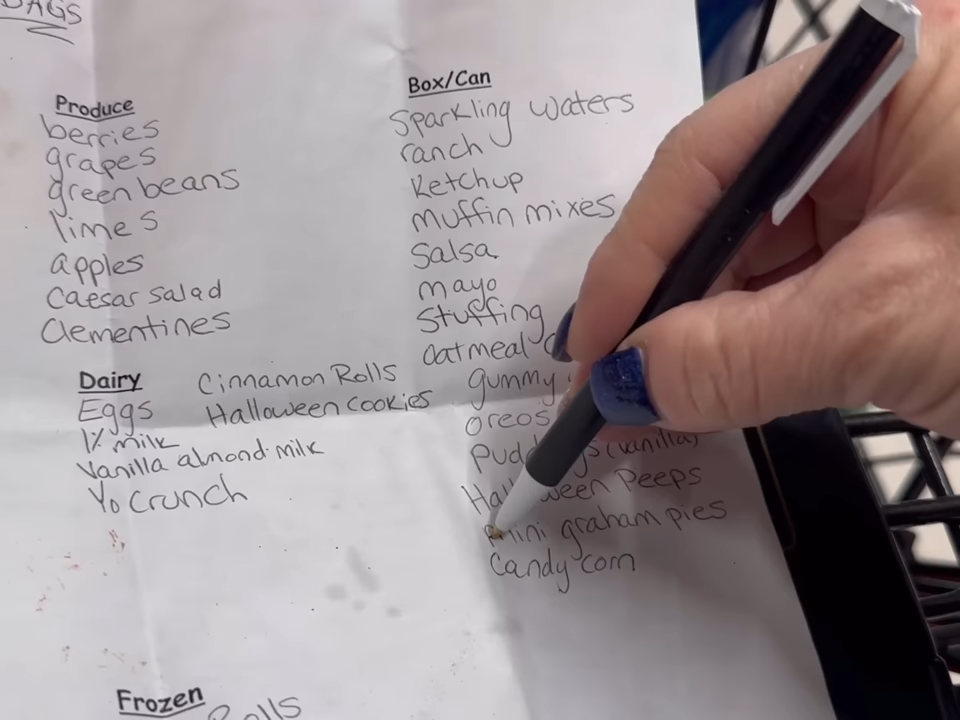 BAGS
Produce
berries
grapes
green beans
limes
apples
Caesar Salad
Clementines
Dairy
Eggs
1% milk
Vanilla almond milk
Yo Crunch
Cinnamon Rolls
Halloween cookies
Box/Can
Sparkling waters
ranch
Ketchup
muffin mixes
Salsa
mayo
Stuffing
Oatmeal
gummy
oreos
(vanilla)
Peeps
graham pies
Candy corn
Frozen
Rolls